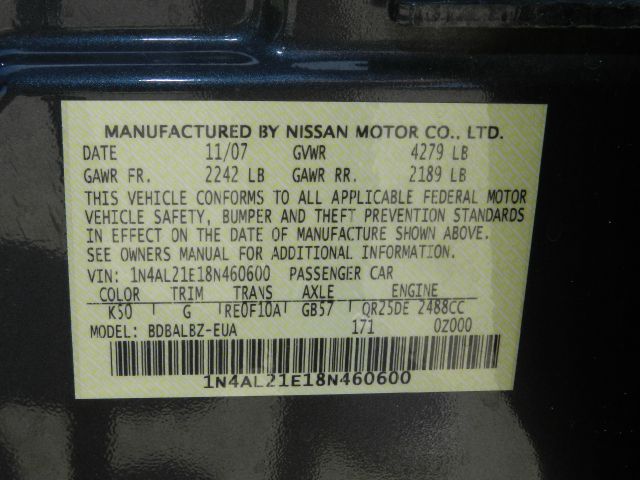 MANUFACTURED BY NISSAN MOTOR CO., LTD.
DATE 11/07 GVWR 4279 LB
GAWR FR. 2242 LB GAWR RR. 2189 LB
THIS VEHICLE CONFORMS TO ALL APPLICABLE FEDERAL MOTOR
VEHICLE SAFETY, BUMPER AND THEFT PREVENTION STANDARDS
IN EFFECT ON THE DATE OF MANUFACTURE SHOWN ABOVE.
SEE OWNERS MANUAL FOR ADDITIONAL INFORMATION.
VIN: 1N4AL21E18N460600 PASSENGER CAR
COLOR TRIM TRANS AXLE ENGINE
K50 G RE0F10A GB57 QR25DE 2488CC
MODEL: BDBALBZ-EUA 171 0Z000
1N4AL21E18N460600